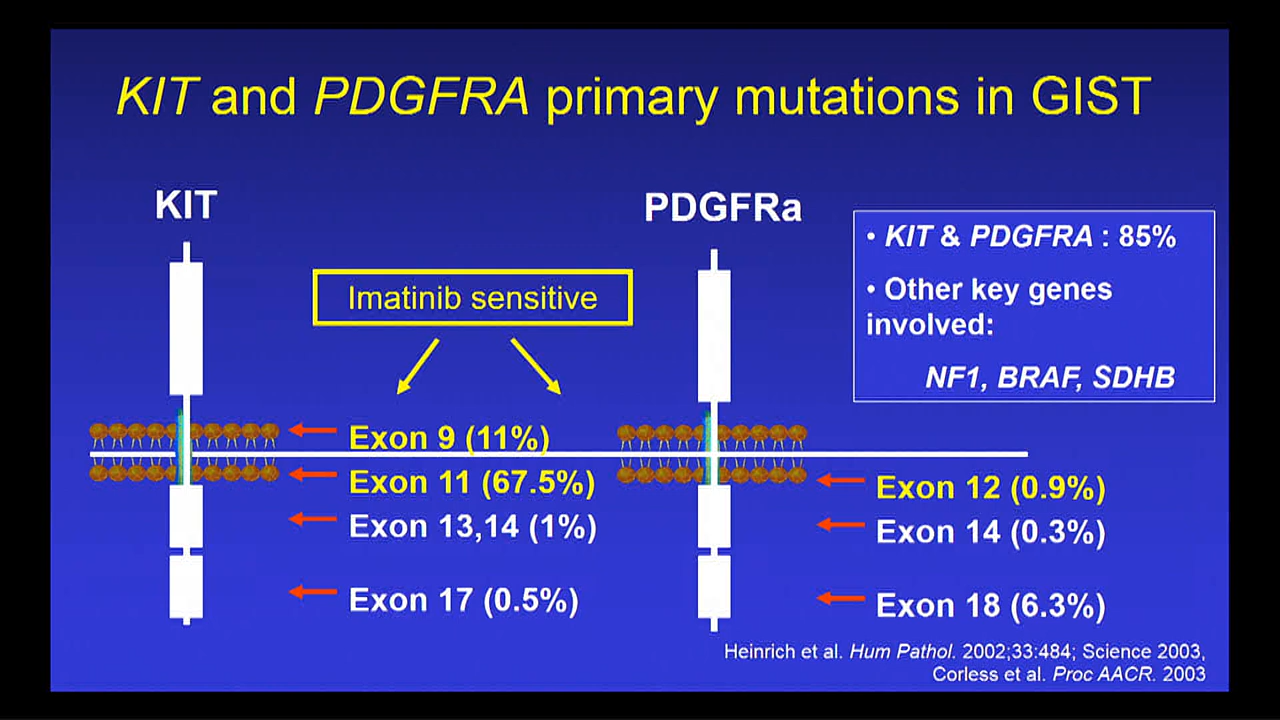 KIT and PDGFRA primary mutations in GIST
KIT
PDGFRa
• KIT & PDGFRA : 85%
• Other key genes
involved:
NF1, BRAF, SDHB
Imatinib sensitive
Exon 9 (11%)
Exon 11 (67.5%)
Exon 13,14 (1%)
Exon 17 (0.5%)
Exon 12 (0.9%)
Exon 14 (0.3%)
Exon 18 (6.3%)
Heinrich et al. Hum Pathol. 2002;33:484; Science 2003,
Corless et al. Proc AACR. 2003